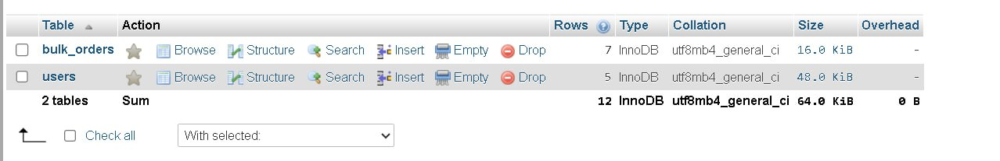 Table Action Rows Type Collation Size Overhead
bulk_orders Browse Structure Search Insert Empty Drop 7 InnoDB utf8mb4_general_ci 16.0 KiB -
users Browse Structure Search Insert Empty Drop 5 InnoDB utf8mb4_general_ci 48.0 KiB -
2 tables Sum 12 InnoDB utf8mb4_general_ci 64.0 KiB 0 B
Check all With selected: